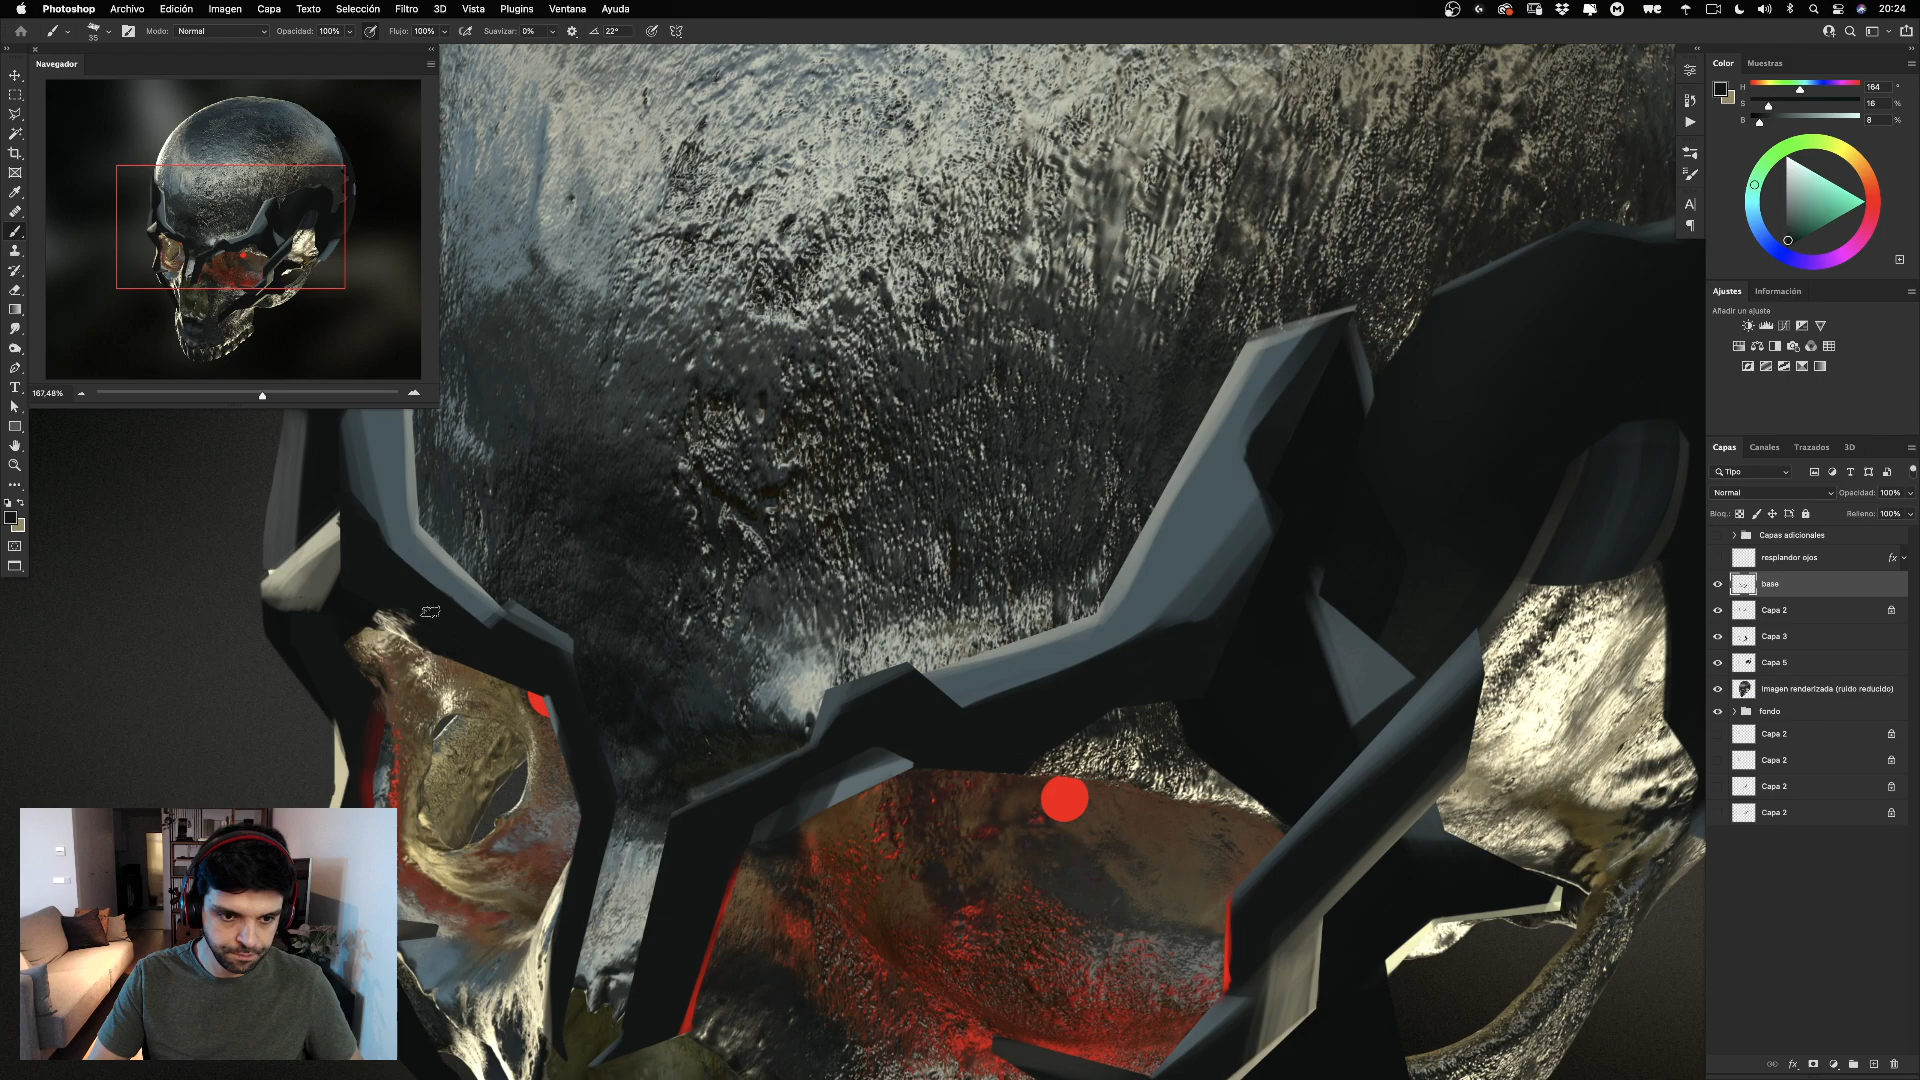 Photoshop Archivo Edición Imagen Capa Texto Selección Filtro 3D Vista Plugins Ventana Ayuda 20:24
35 Modo: Normal Opacidad: 100% Flujo: 100% Suavizar: 0% 22°
Navegador
167,48%
Color Muestras
H 164 °
S 16 %
B 8 %
Ajustes Información
Añadir un ajuste
Capas Canales Trazados 3D
Tipo
Normal Opacidad: 100%
Bloq.: Relleno: 100%
Capas adicionales
resplandor ojos fx
base
Capa 2
Capa 3
Capa 5
Imagen renderizada (ruido reducido)
fondo
Capa 2
Capa 2
Capa 2
Capa 2
fx